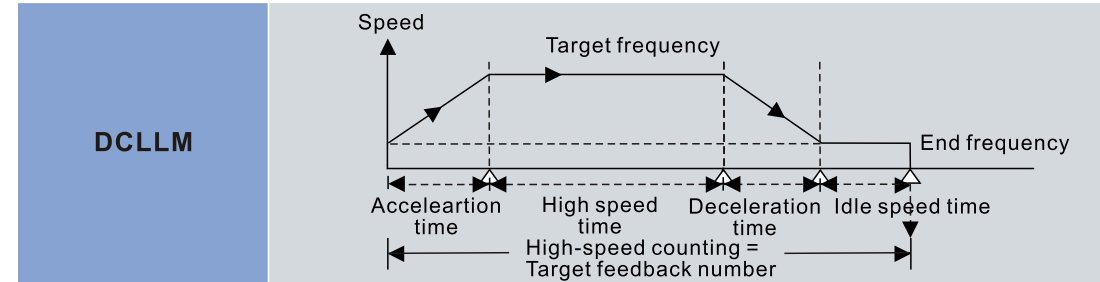 DCLLM
Speed
Target frequency
End frequency
Acceleartion
time
High speed
time
Deceleration
time
Idle speed time
High-speed counting =
Target feedback number